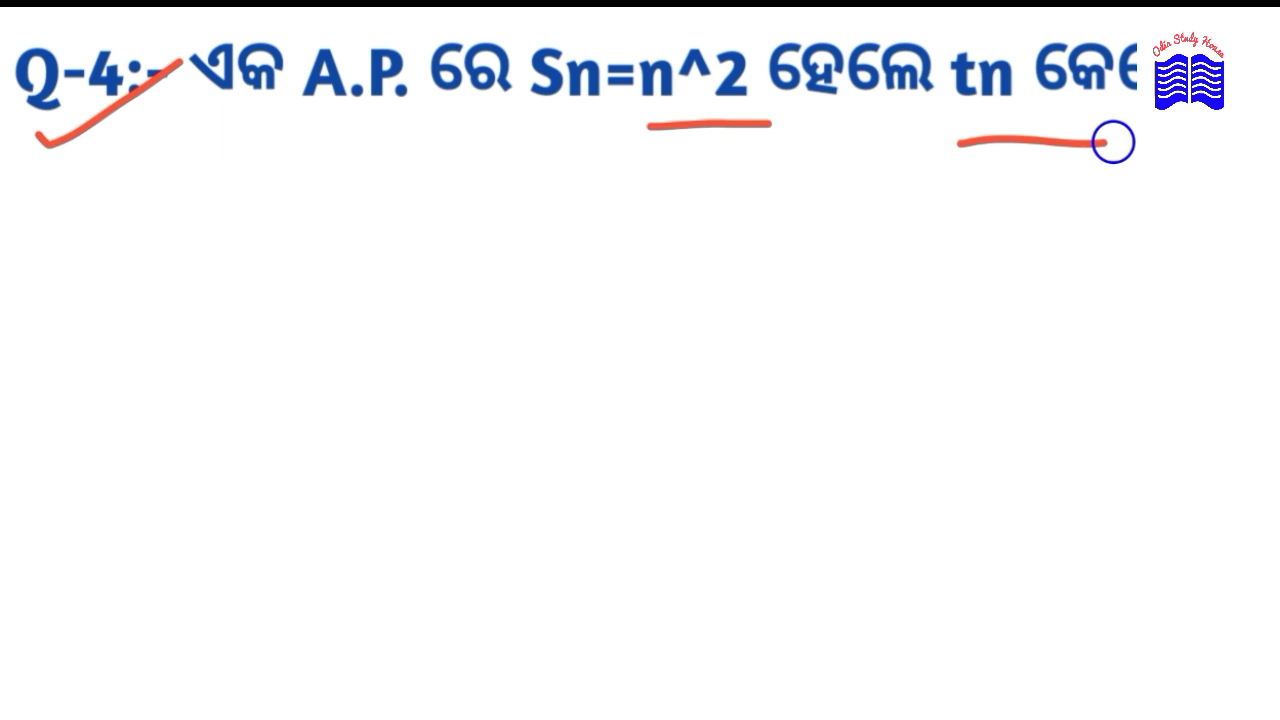 Q-4:- ଏକ A.P. ରେ Sn=n^2 ହେଲେ tn
Odia Study House